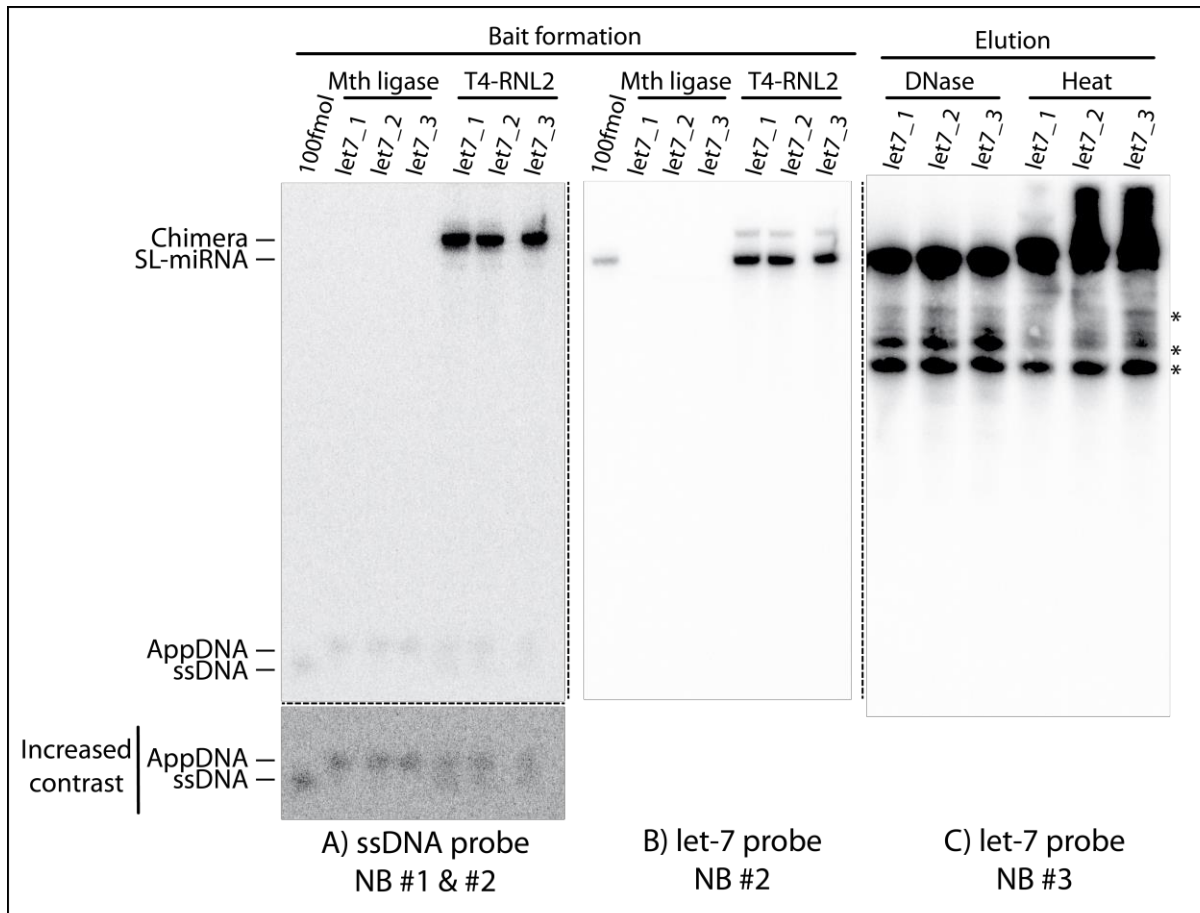 Bait formation
Elution
Mth ligase
T4-RNL2
Mth ligase
T4-RNL2
DNase
Heat
100fmol
let7_1
let7_2
let7_3
let7_1
let7_2
let7_3
100fmol
let7_1
let7_2
let7_3
let7_1
let7_2
let7_3
let7_1
let7_2
let7_3
let7_1
let7_2
let7_3
Chimera
SL-miRNA
*
*
*
AppDNA
ssDNA
Increased
contrast
AppDNA
ssDNA
A) ssDNA probe
NB #1 & #2
B) let-7 probe
NB #2
C) let-7 probe
NB #3